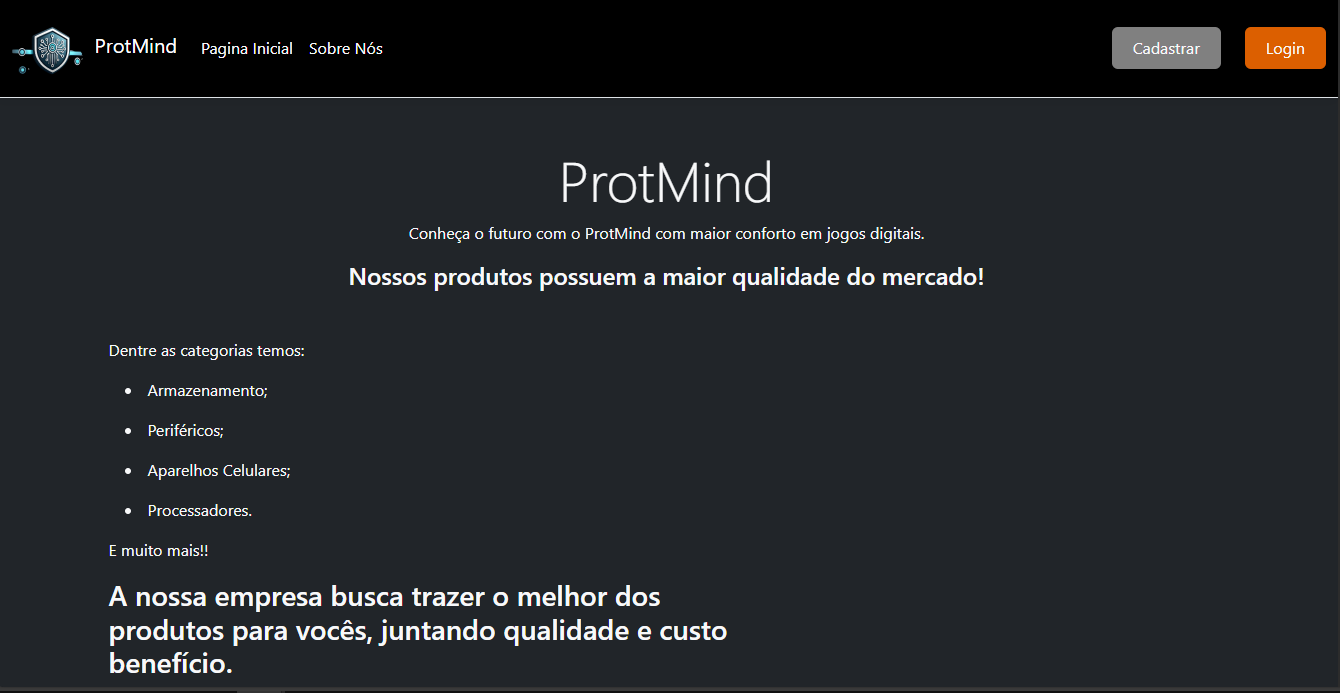 ProtMind Pagina Inicial Sobre Nós Cadastrar Login
ProtMind
Conheça o futuro com o ProtMind com maior conforto em jogos digitais.
Nossos produtos possuem a maior qualidade do mercado!
Dentre as categorias temos:
• Armazenamento;
• Periféricos;
• Aparelhos Celulares;
• Processadores.
E muito mais!!
A nossa empresa busca trazer o melhor dos
produtos para vocês, juntando qualidade e custo
benefício.